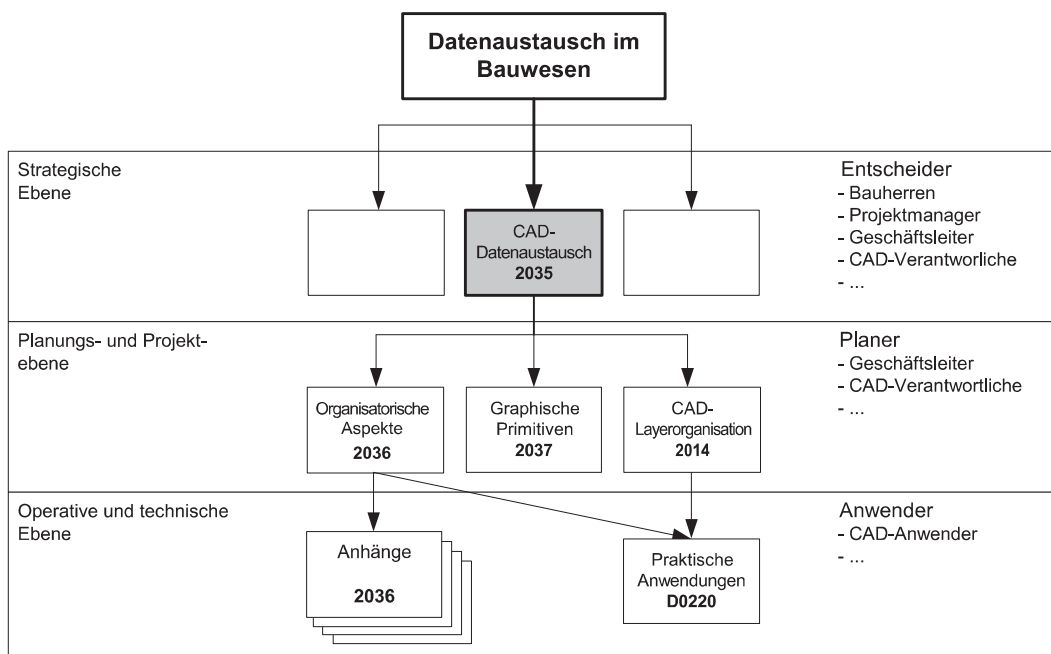 Datenaustausch im
Bauwesen
Strategische
Ebene
CAD-
Datenaustausch
2035
Entscheider
- Bauherren
- Projektmanager
- Geschäftsleiter
- CAD-Verantworliche
- ...
Planungs- und Projekt-
ebene
Organisatorische
Aspekte
2036
Graphische
Primitiven
2037
CAD-
Layerorganisation
2014
Planer
- Geschäftsleiter
- CAD-Verantwortliche
- ...
Operative und technische
Ebene
Anhänge
2036
Praktische
Anwendungen
D0220
Anwender
- CAD-Anwender
- ...